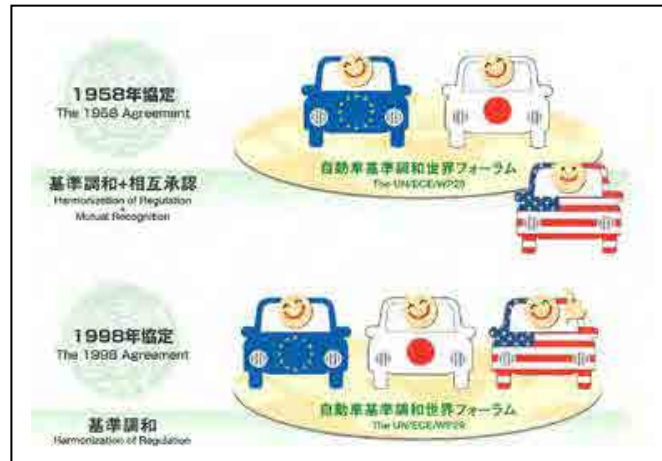 1958年協定
The 1958 Agreement
基準調和+相互承認
Harmonization of Regulation
+
Mutual Recognition
自動車基準調和世界フォーラム
The UN/ECE/WP29
1998年協定
The 1998 Agreement
基準調和
Harmonization of Regulation
自動車基準調和世界フォーラム
The UN/ECE/WP29